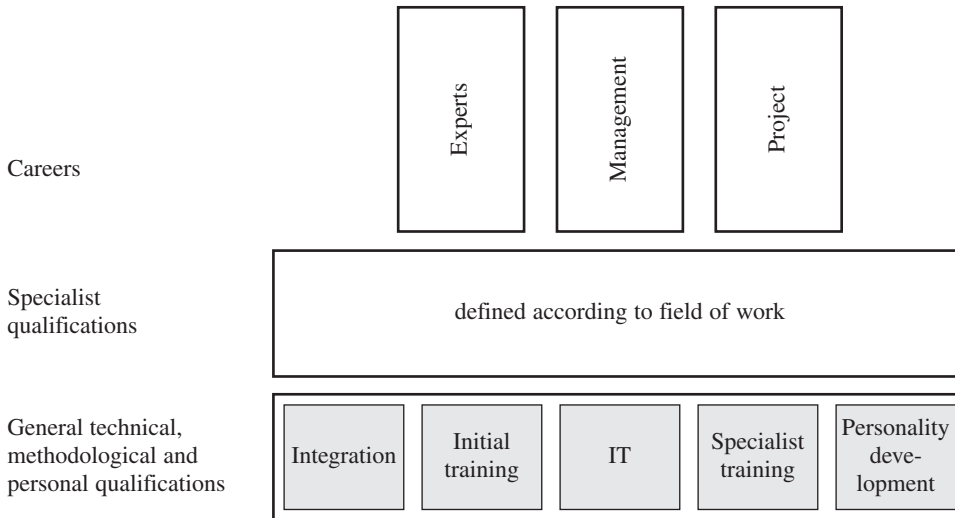 Careers
Experts
Management
Project
Specialist
qualifications
defined according to field of work
General technical,
methodological and
personal qualifications
Integration
Initial
training
IT
Specialist
training
Personality
deve-
lopment